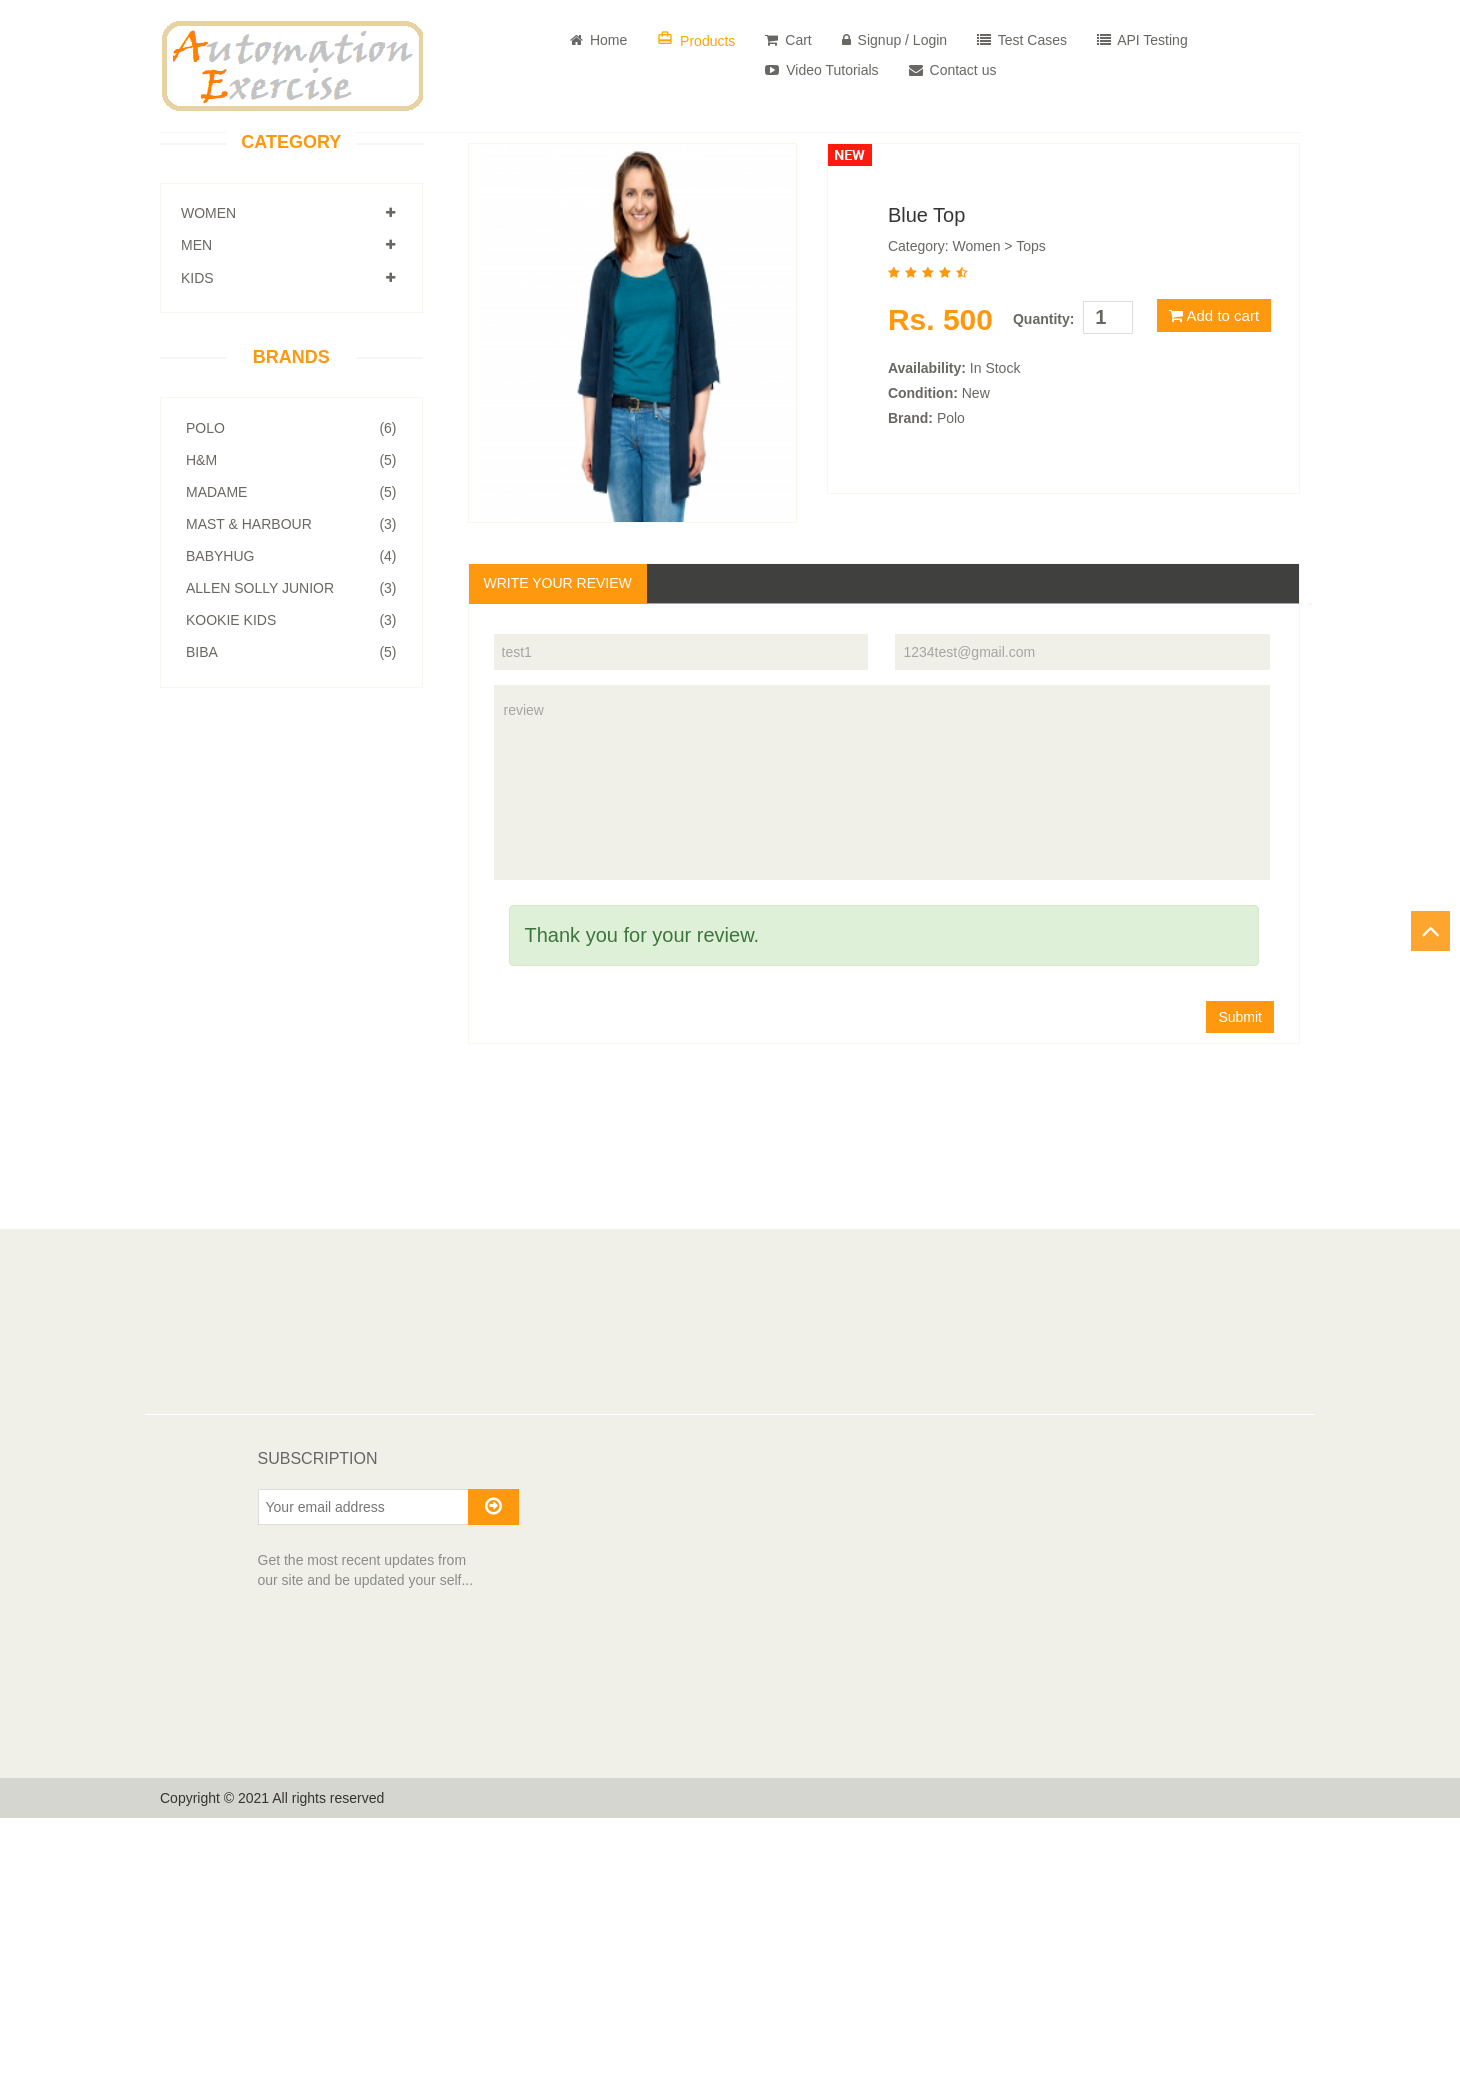 Automation
Exercise
Home
Products
Cart
Signup / Login
Test Cases
API Testing
Video Tutorials
Contact us
CATEGORY
WOMEN
MEN
KIDS
BRANDS
POLO (6)
H&M (5)
MADAME (5)
MAST & HARBOUR (3)
BABYHUG (4)
ALLEN SOLLY JUNIOR (3)
KOOKIE KIDS (3)
BIBA (5)
NEW
Blue Top
Category: Women > Tops
Rs. 500 Quantity: 1 Add to cart
Availability: In Stock
Condition: New
Brand: Polo
WRITE YOUR REVIEW
test1 1234test@gmail.com
review
Thank you for your review.
Submit
SUBSCRIPTION
Your email address
Get the most recent updates from
our site and be updated your self...
Copyright © 2021 All rights reserved